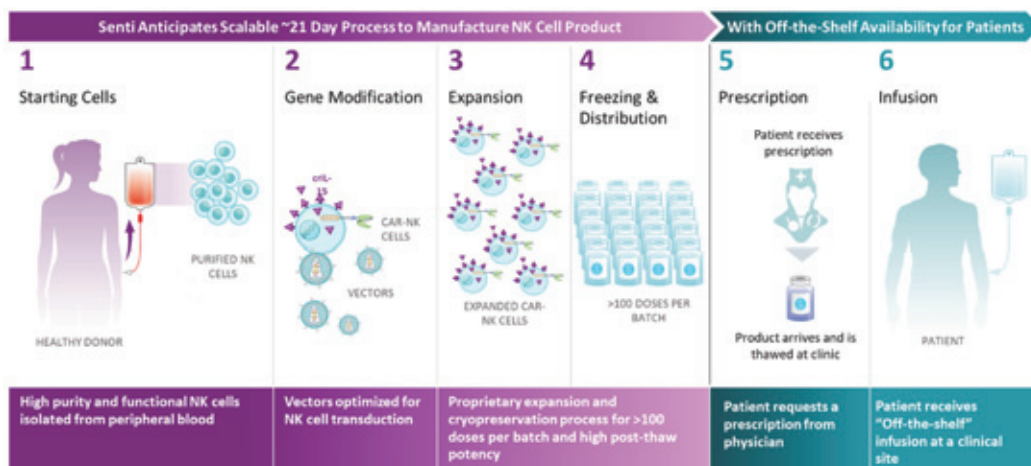 Senti Anticipates Scalable ~21 Day Process to Manufacture NK Cell Product
With Off-the-Shelf Availability for Patients
1
Starting Cells
PURIFIED NK
CELLS
HEALTHY DONOR
High purity and functional NK cells
isolated from peripheral blood
2
Gene Modification
crIL-
15
CAR-NK
CELLS
VECTORS
Vectors optimized for
NK cell transduction
3
Expansion
EXPANDED CAR-
NK CELLS
4
Freezing &
Distribution
>100 DOSES PER
BATCH
Proprietary expansion and
cryopreservation process for >100
doses per batch and high post-thaw
potency
5
Prescription
Patient receives
prescription
Product arrives and is
thawed at clinic
Patient requests a
prescription from
physician
6
Infusion
PATIENT
Patient receives
"Off-the-shelf"
infusion at a clinical
site